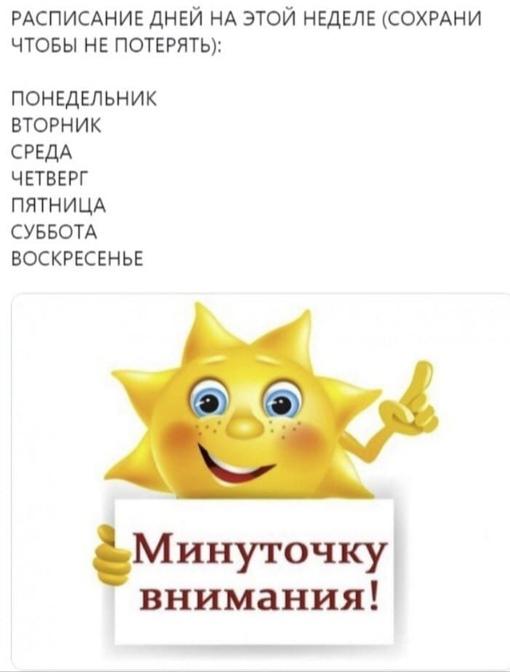 РАСПИСАНИЕ ДНЕЙ НА ЭТОЙ НЕДЕЛЕ (СОХРАНИ
ЧТОБЫ НЕ ПОТЕРЯТЬ):
ПОНЕДЕЛЬНИК
ВТОРНИК
СРЕДА
ЧЕТВЕРГ
ПЯТНИЦА
СУББОТА
ВОСКРЕСЕНЬЕ
Минуточку
внимания!